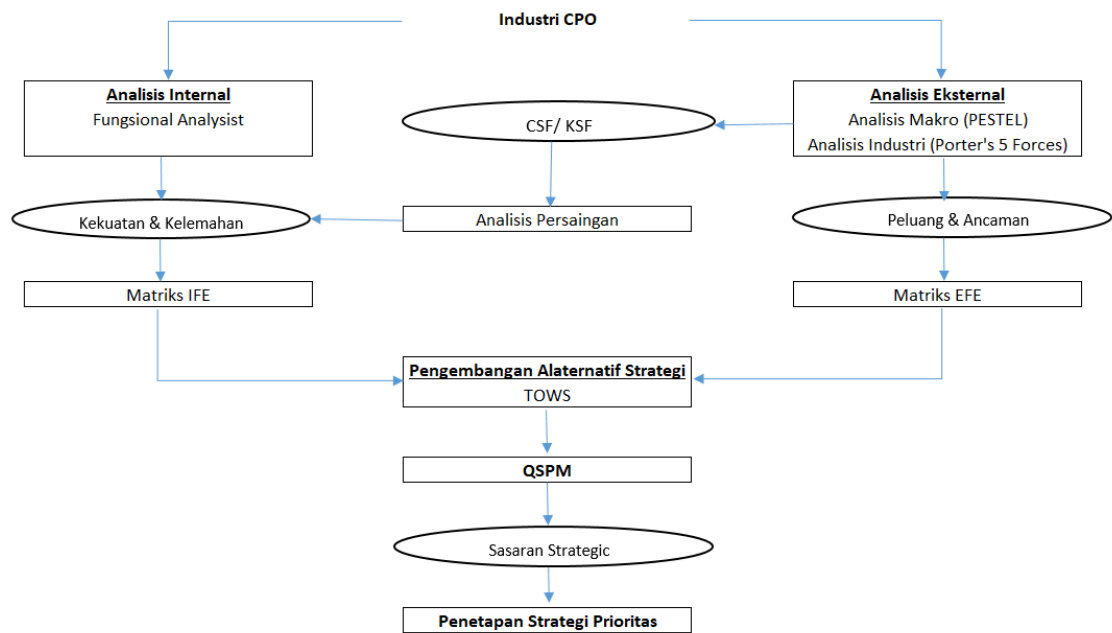 Industri CPO
Analisis Internal
Fungsional Analysist
Analisis Eksternal
Analisis Makro (PESTEL)
Analisis Industri (Porter's 5 Forces)
CSF/ KSF
Kekuatan & Kelemahan
Analisis Persaingan
Peluang & Ancaman
Matriks IFE
Matriks EFE
Pengembangan Alaternatif Strategi
TOWS
QSPM
Sasaran Strategic
Penetapan Strategi Prioritas